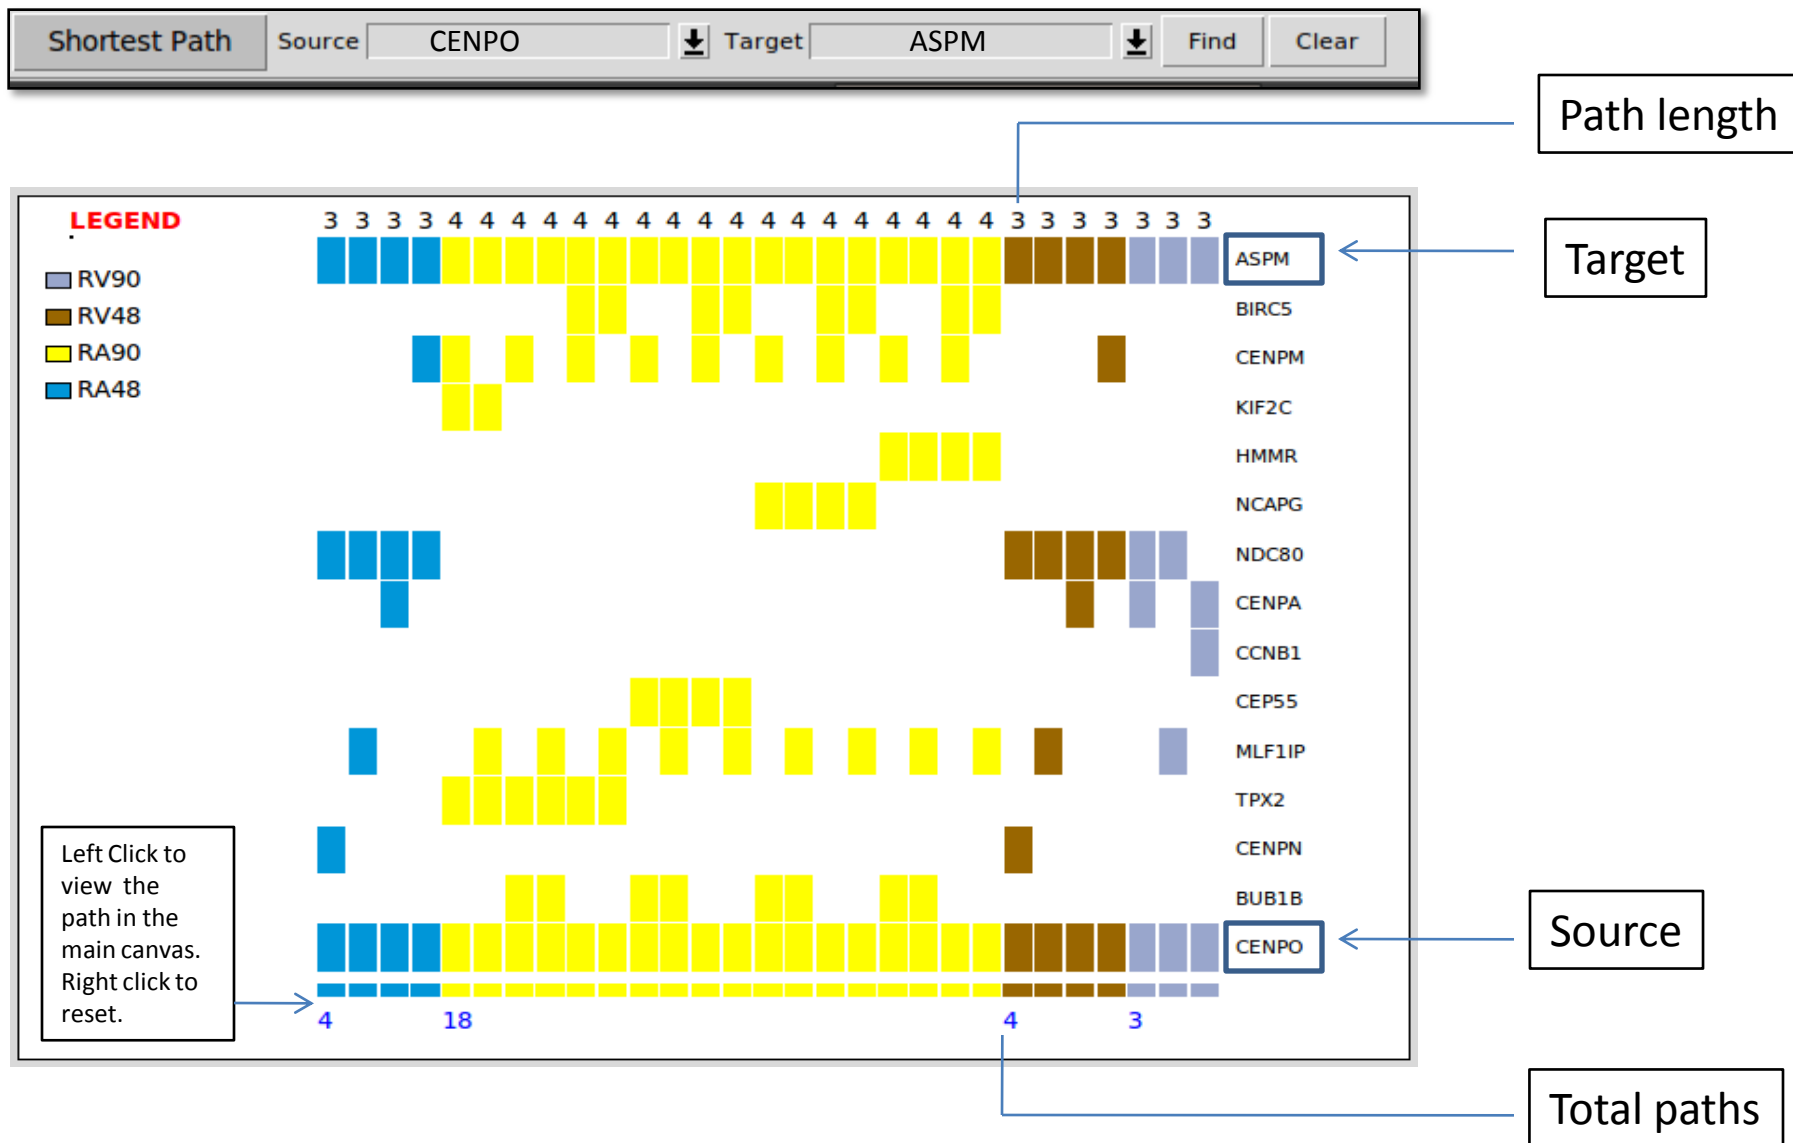 Shortest Path Source CENPO Target ASPM Find Clear
Path length
LEGEND 3 3 3 3 4 4 4 4 4 4 4 4 4 4 4 4 4 4 4 4 4 4 3 3 3 3 3 3 3
ASPM
Target
RV90
RV48
RA90
RA48
BIRC5
CENPM
KIF2C
HMMR
NCAPG
NDC80
CENPA
CCNB1
CEP55
MLF1IP
TPX2
CENPN
BUB1B
CENPO
Source
Left Click to
view the
path in the
main canvas.
Right click to
reset.
4 18 4 3
Total paths